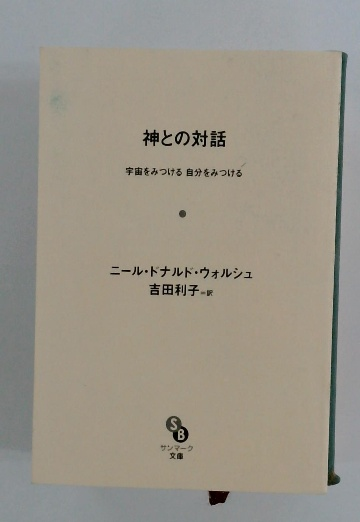 神との対話
宇宙をみつける 自分をみつける
ニール・ドナルド・ウォルシュ
吉田利子=訳
SB
サンマーク
文庫